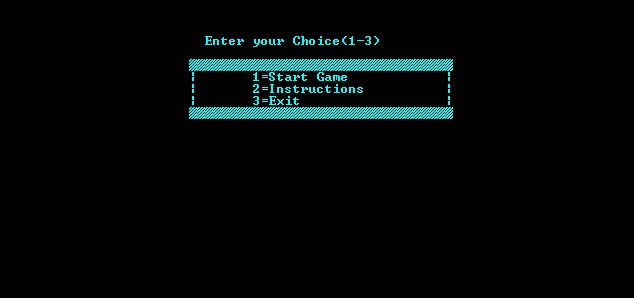 Enter your Choice(1-3)
1=Start Game
2=Instructions
3=Exit